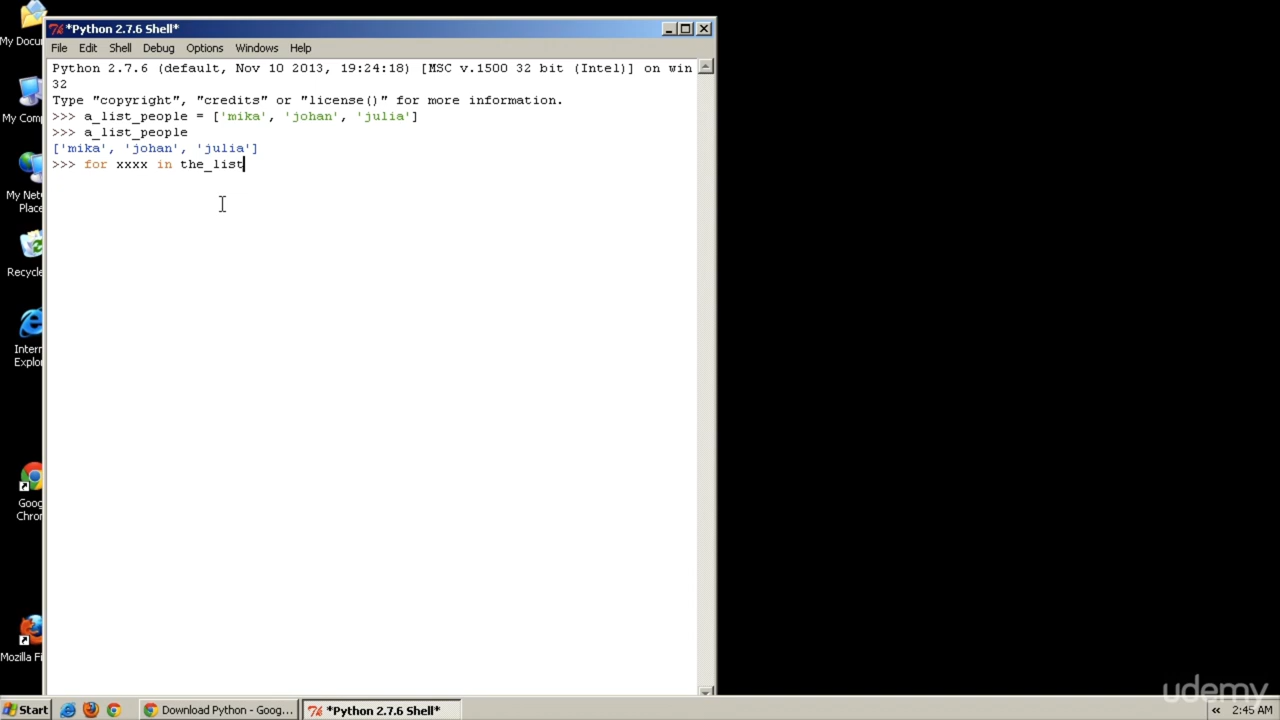 My Docu
My Comp
My Net
Place
Recycle
Intern
Explor
Goog
Chron
Mozilla Fi
*Python 2.7.6 Shell*
File Edit Shell Debug Options Windows Help
Python 2.7.6 (default, Nov 10 2013, 19:24:18) [MSC v.1500 32 bit (Intel)] on win
32
Type "copyright", "credits" or "license()" for more information.
>>> a_list_people = ['mika', 'johan', 'julia']
>>> a_list_people
['mika', 'johan', 'julia']
>>> for xxxx in the_list
udemy
Start Download Python - Goog... *Python 2.7.6 Shell* « 2:45 AM